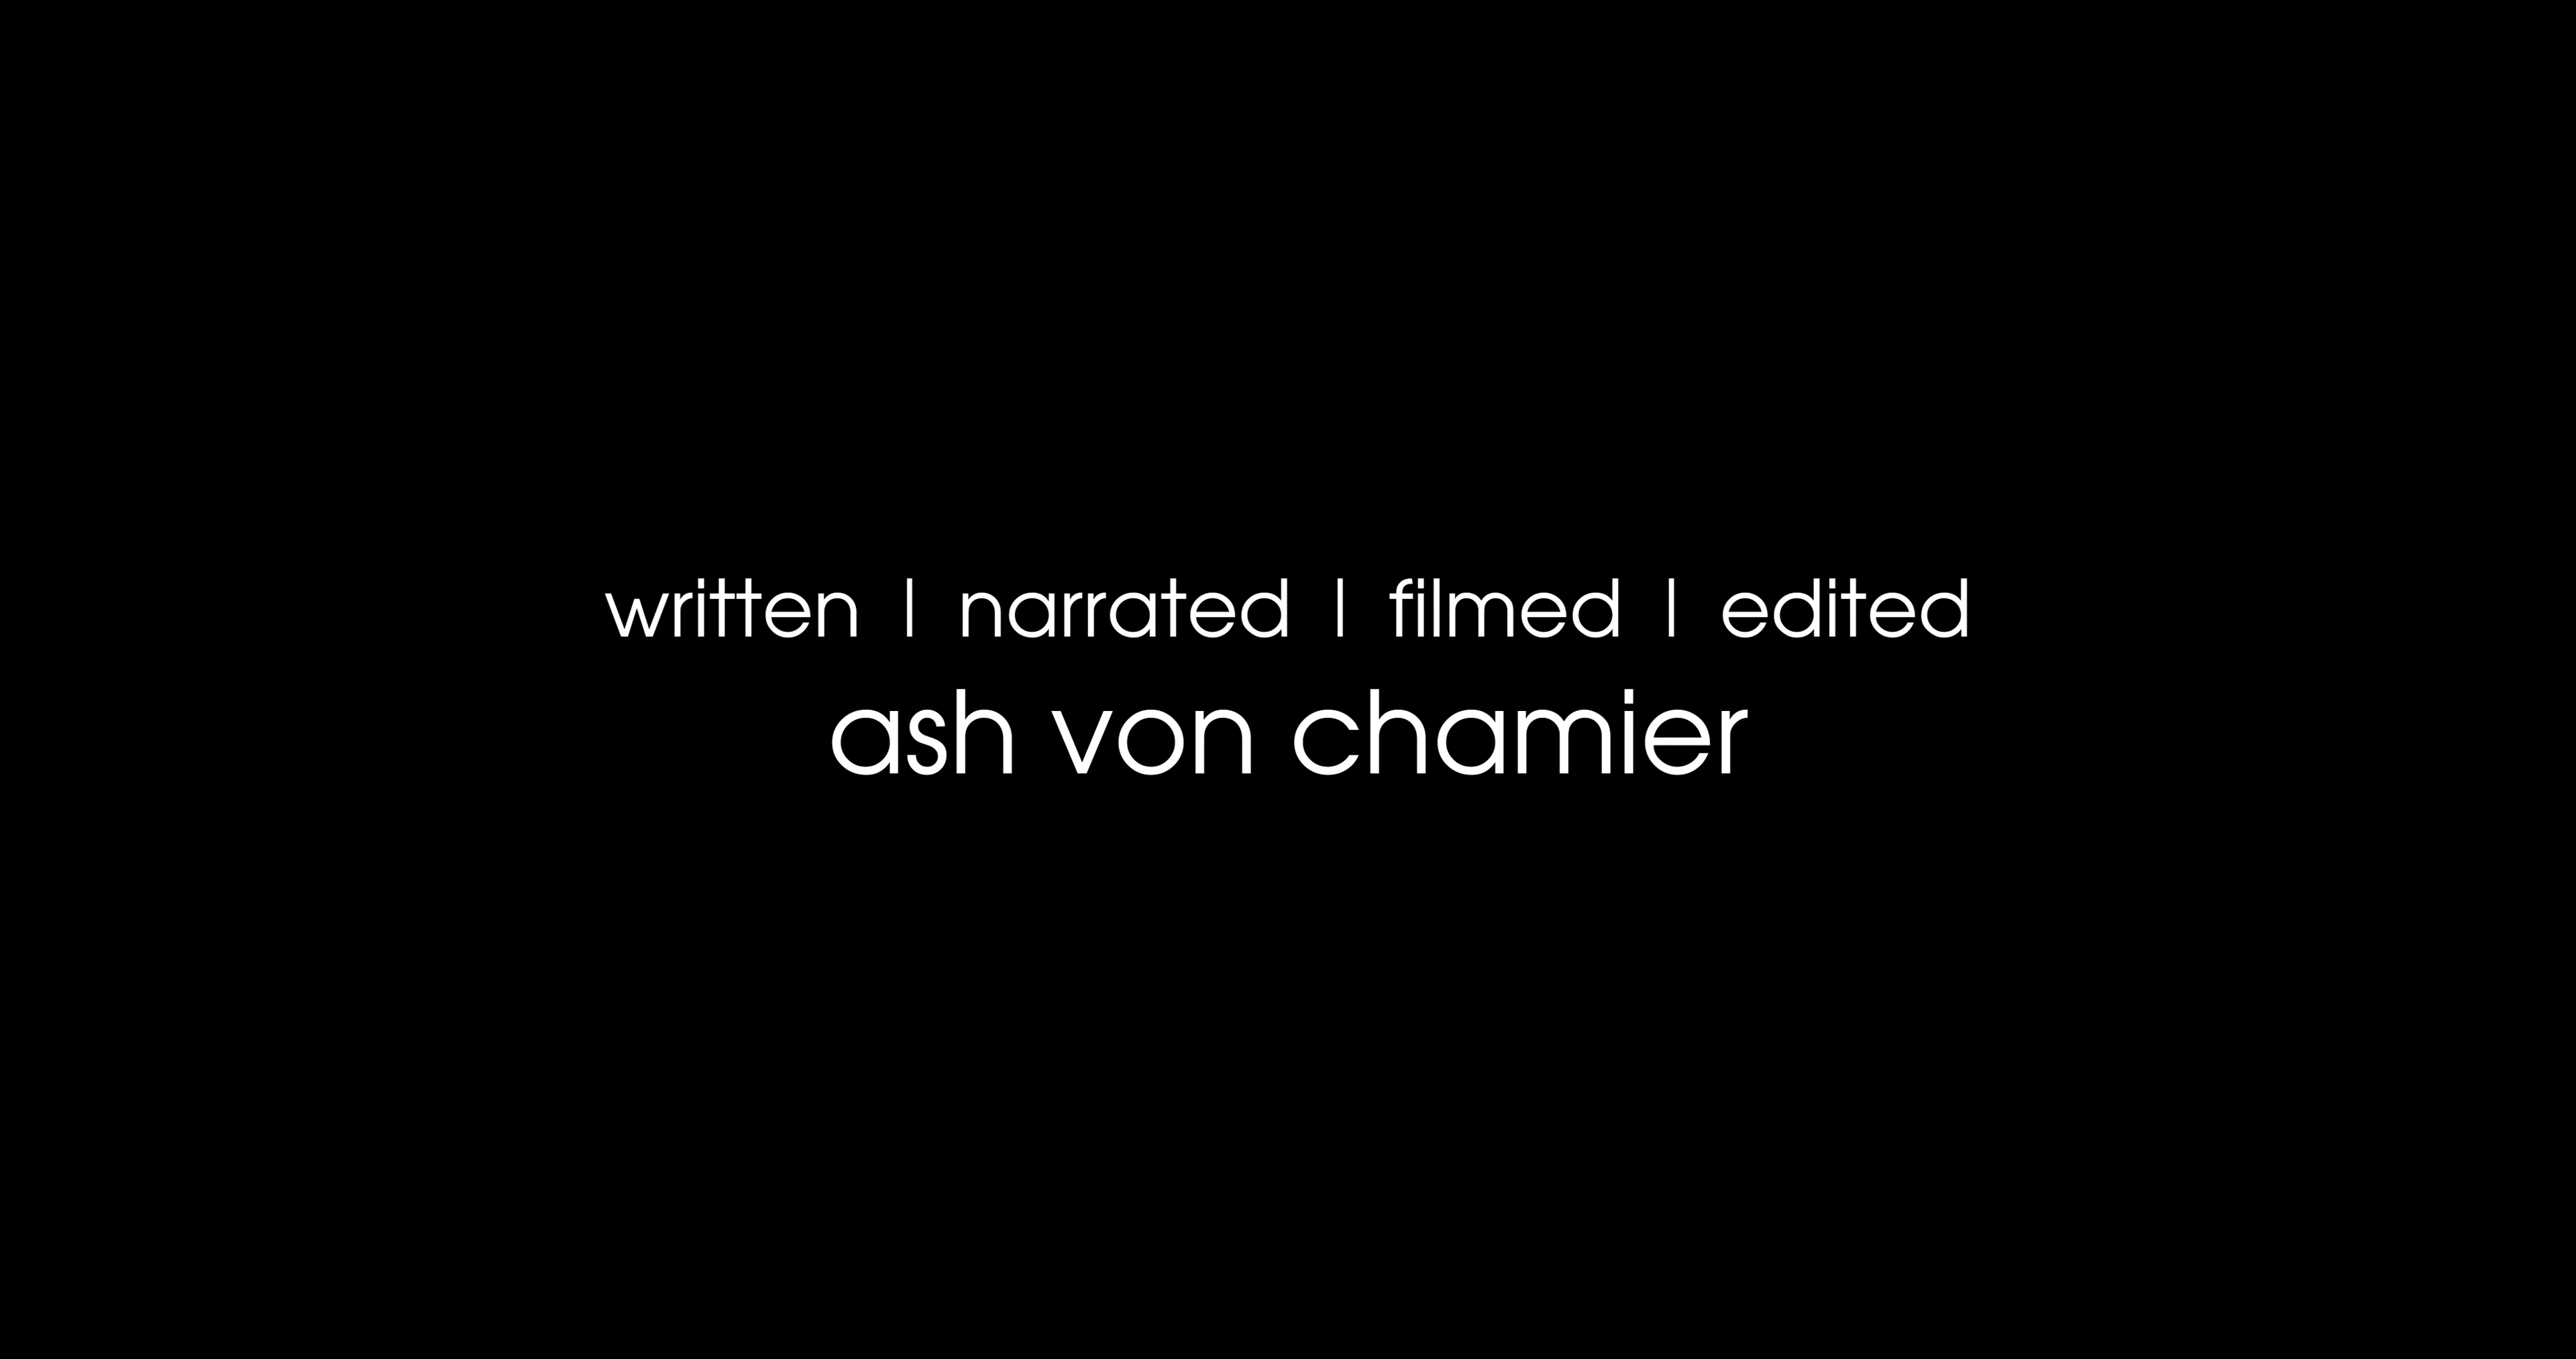 written | narrated | filmed | edited
ash von chamier